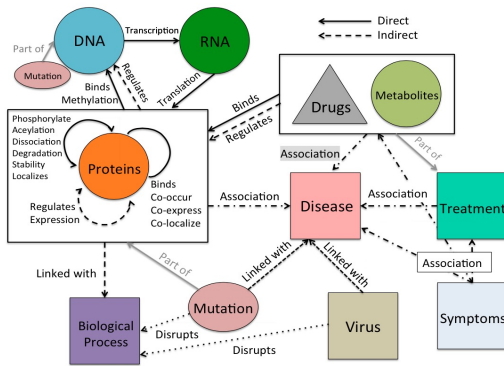 Part of
DNA
Transcription
RNA
Direct
Indirect
Mutation
Binds
Methylation
Regulates
Translation
Binds
Regulates
Drugs
Metabolites
Phosphorylate
Aceylation
Dissociation
Degradation
Stability
Localizes
Proteins
Regulates
Expression
Binds
Co-occur
Co-express
Co-localize
Association
Part of
Association
Disease
Association
Treatment
Association
Linked with
Part of
Linked with
Linked with
Mutation
Virus
Symptoms
Biological
Process
Disrupts
Disrupts